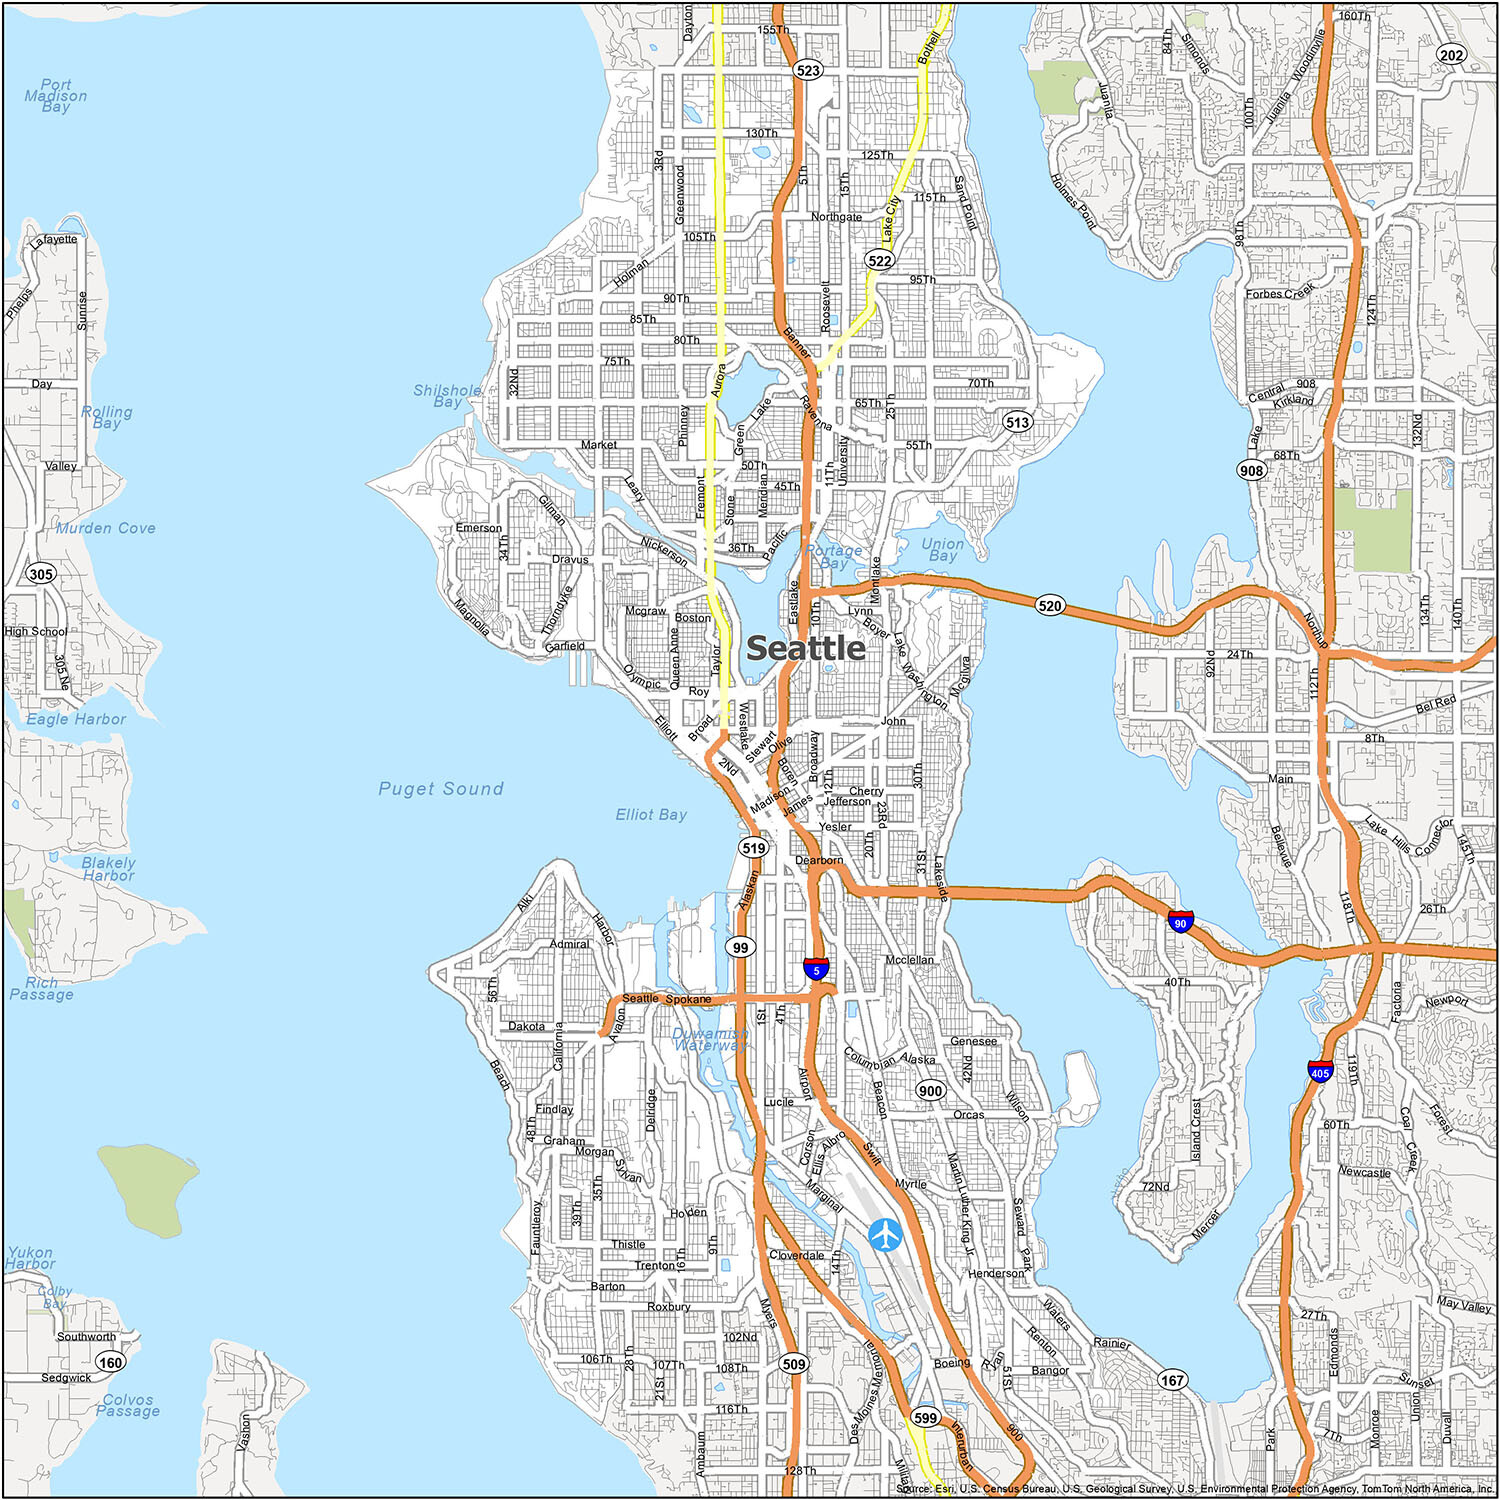 Dayton
155Th
523
Bothell
84Th
Simonds
Woodinville
160Th
202
Port
Madison
Bay
Juanita
100Th
Juanita
130Th
3Rd
125Th
Greenwood
5Th
15Th
115Th
Sand Point
Holmes Point
Northgate
Lake City
105Th
98Th
Lafayette
522
Holman
95Th
Phelps
Sunrise
90Th
Roosevelt
Forbes Creek
124Th
85Th
80Th
Banner
75Th
32Nd
Aurora
70Th
Day
908
Central
Kirkland
Shilshole
Bay
Rolling
Bay
65Th
25Th
Phinney
Lake
Green
Ravenna
513
132Nd
Market
55Th
Lake
68Th
908
Valley
50Th
11Th
University
45Th
Meridian
Leary
Fremont
Stone
Gilman
Murden Cove
Emerson
34Th
Nickerson
36Th
Pacific
Portage
Bay
Union
Bay
Dravus
305
Montlake
Eastlake
10Th
520
Thorndyke
Magnolia
Mcgraw
Boston
Lynn
Boyer
Lake Washington
134Th
140Th
Northup
High School
305 Ne
Garfield
Queen Anne
Taylor
Seattle
Mcgilvra
92Nd
24Th
112Th
Olympic
Roy
Bel Red
Eagle Harbor
Elliott
Broad
Westlake
Stewart
Olive
John
8Th
Broadway
2Nd
Boren
12Th
30Th
Main
Puget Sound
Madison
James
Cherry
Jefferson
23Rd
Elliot Bay
Yesler
20Th
Bellevue
Lake Hills Connector
145Th
519
Dearborn
31St
Lakeside
Blakely
Harbor
Alki
Alaskan
118Th
26Th
Harbor
90
Admiral
99
Mcclellan
5
Rich
Passage
56Th
40Th
Factoria
Newport
Seattle
Spokane
1St
4Th
Dakota
California
Avalon
Duwamish
Waterway
Genesee
Columbian
Alaska
42Nd
Beach
Airport
405
119Th
Beacon
900
Wilson
Delridge
Lucile
Orcas
Findlay
48Th
Coal Creek
Forest
60Th
Island Crest
Graham
Morgan
Sylvan
Corson
Ellis
Albro
Swift
Martin Luther King Jr
Newcastle
35Th
Myrtle
72Nd
Marginal
39Th
Seward Park
Mercer
Fauntleroy
Holden
Thistle
9Th
16Th
Cloverdale
14Th
Yukon
Harbor
Trenton
Henderson
Barton
Colby
Bay
Roxbury
Myers
Waters
27Th
May Valley
Southworth
102Nd
Renton
Rainier
160
106Th
28Th
107Th
108Th
509
Boeing
Ryan
51St
Bangor
167
Edmonds
Sedgwick
21St
Sunset
Colvos
Passage
116Th
Des Moines Memorial
599
Interurban
900
Union
Duvall
Monroe
7Th
Park
Vashon
Ambaum
128Th
Military
Source: Esri, U.S. Census Bureau, U.S. Geological Survey, U.S. Environmental Protection Agency, TomTom North America, Inc.